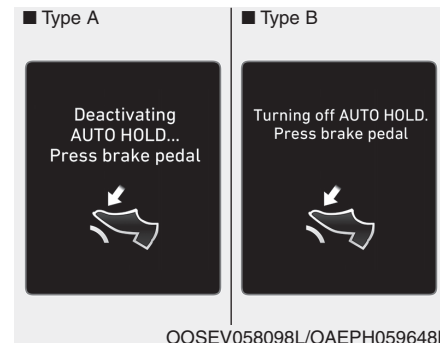 ■ Type A
Deactivating
AUTO HOLD...
Press brake pedal
■ Type B
Turning off AUTO HOLD.
Press brake pedal
OOSEV058098L/OAEPH059648L